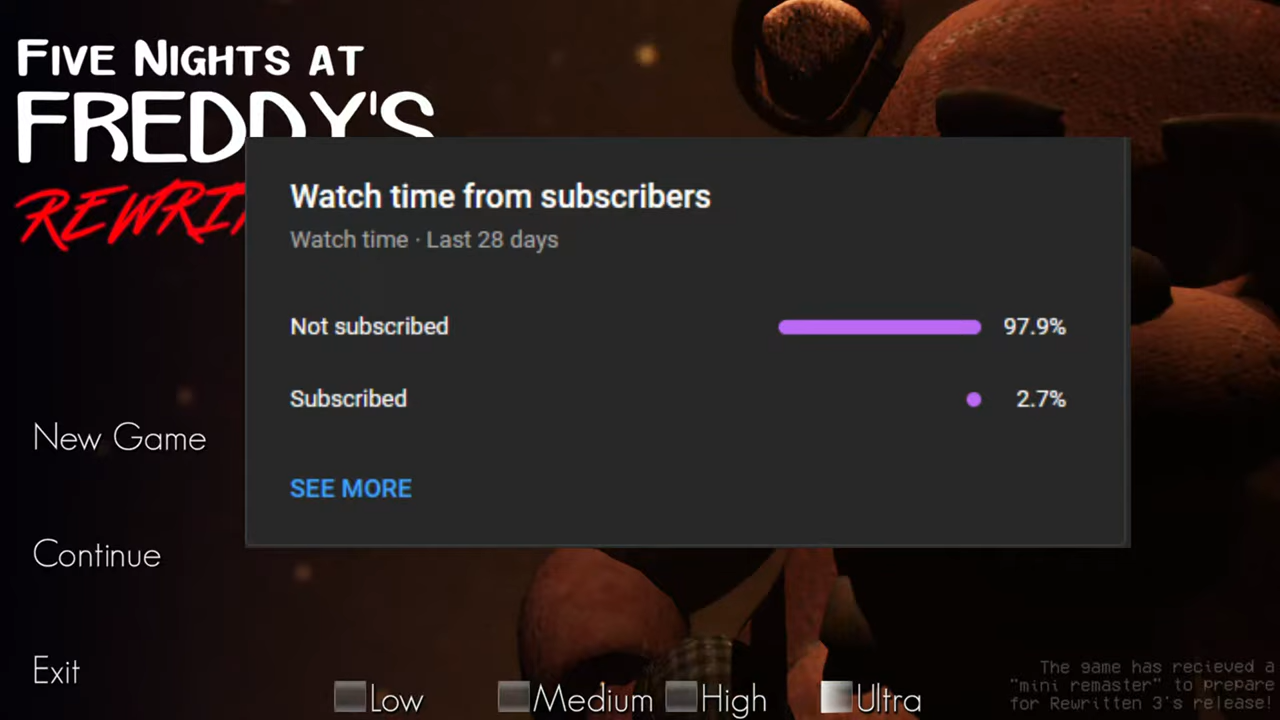 FIVE NIGHTS AT
FREDDY'S
REWRI
Watch time from subscribers
Watch time · Last 28 days
Not subscribed 97.9%
Subscribed 2.7%
SEE MORE
New Game
Continue
Exit
Low Medium High Ultra
The game has recieved a
"mini remaster" to prepare
for Rewritten 3's release!